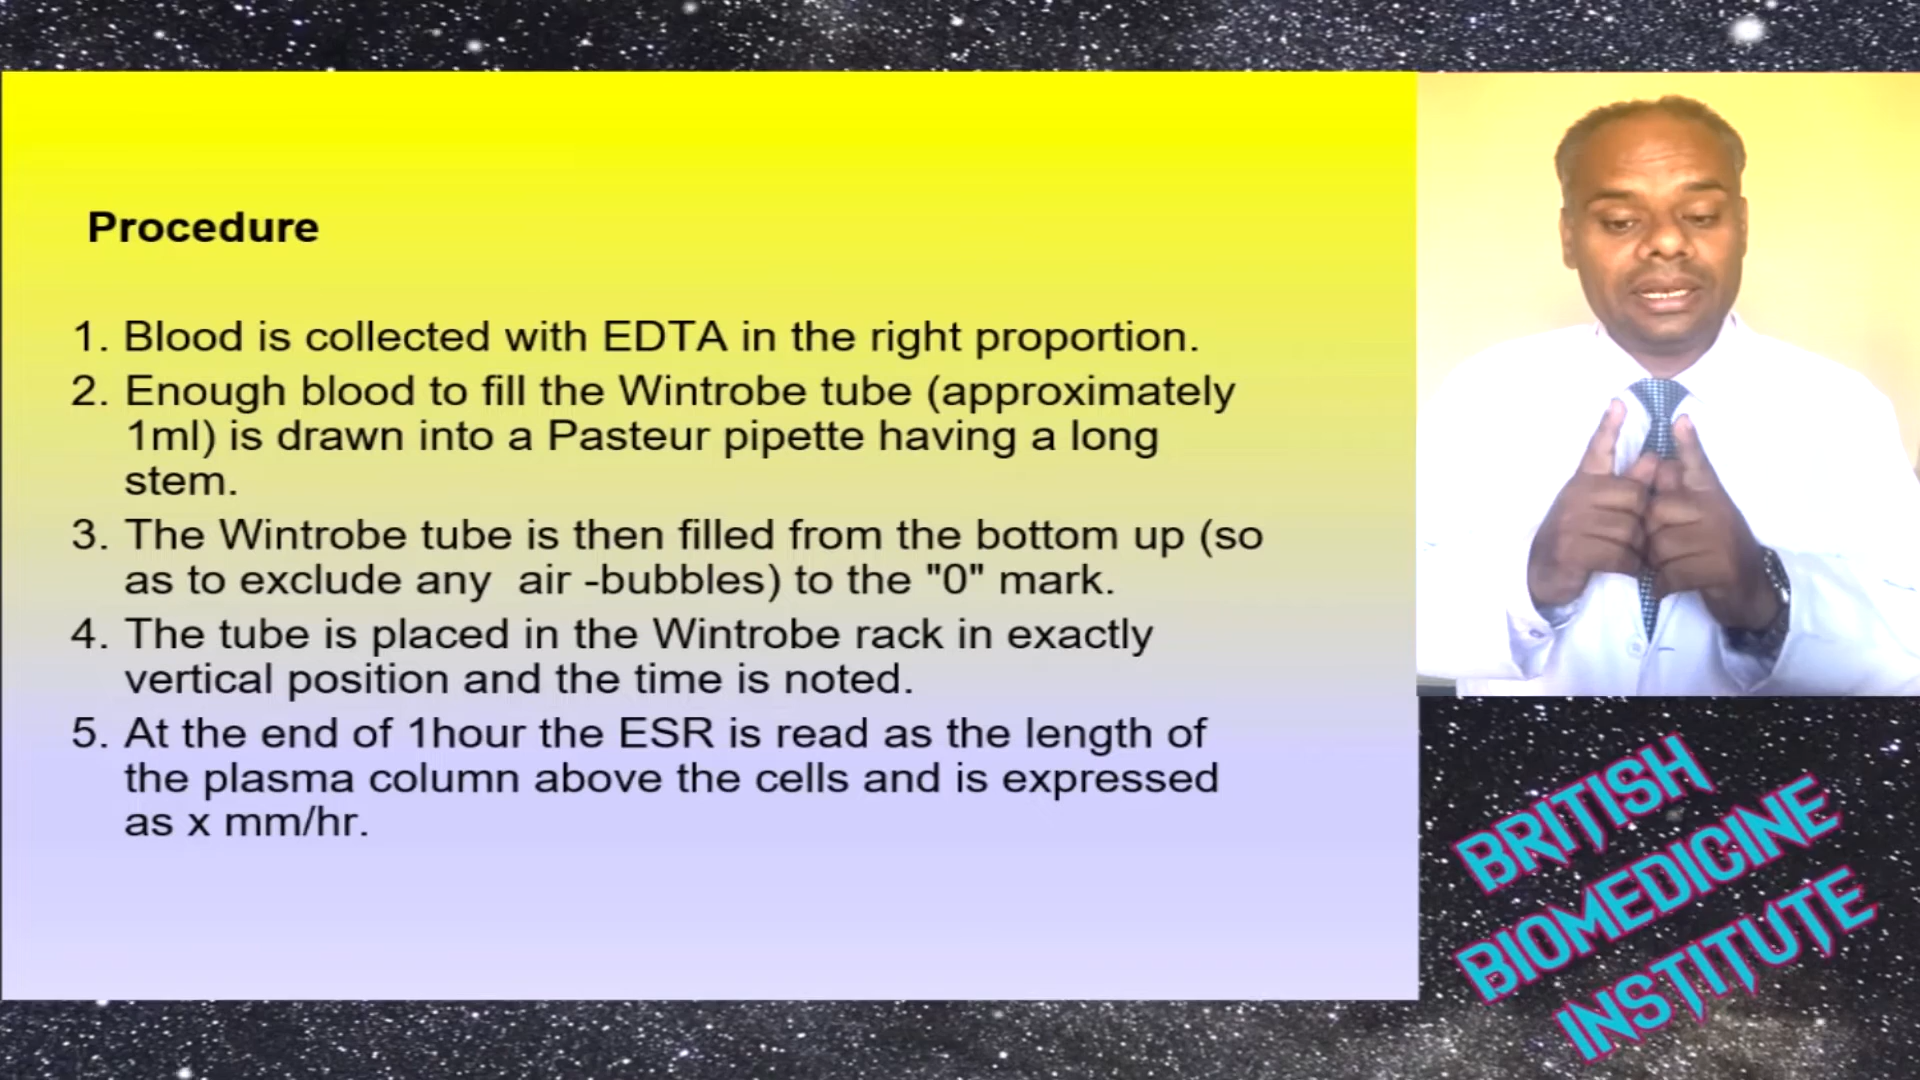 Procedure
1. Blood is collected with EDTA in the right proportion.
2. Enough blood to fill the Wintrobe tube (approximately
1ml) is drawn into a Pasteur pipette having a long
stem.
3. The Wintrobe tube is then filled from the bottom up (so
as to exclude any  air -bubbles) to the "0" mark.
4. The tube is placed in the Wintrobe rack in exactly
vertical position and the time is noted.
5. At the end of 1hour the ESR is read as the length of
the plasma column above the cells and is expressed
as x mm/hr.
BRITISH
BIOMEDICINE
INSTITUTE